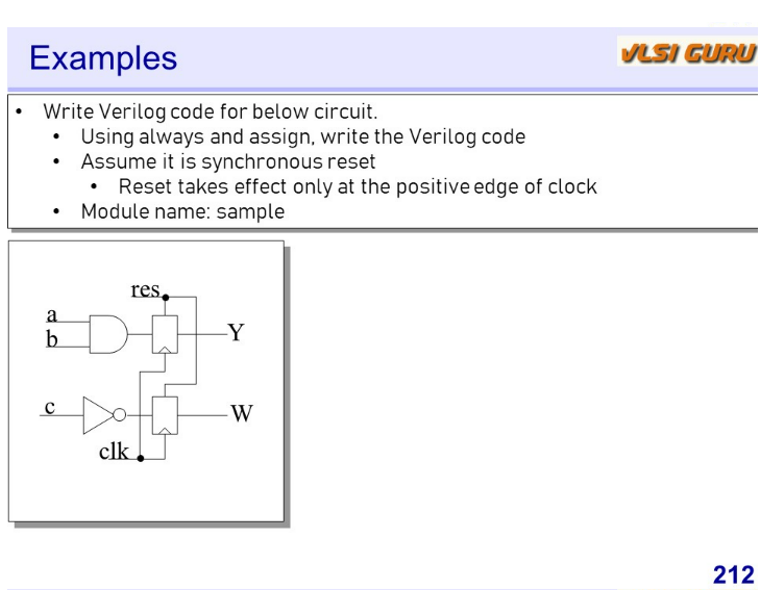 Examples
VLSI GURU
• Write Verilog code for below circuit.
• Using always and assign, write the Verilog code
• Assume it is synchronous reset
• Reset takes effect only at the positive edge of clock
• Module name: sample
res
a
b
Y
c
W
clk
212